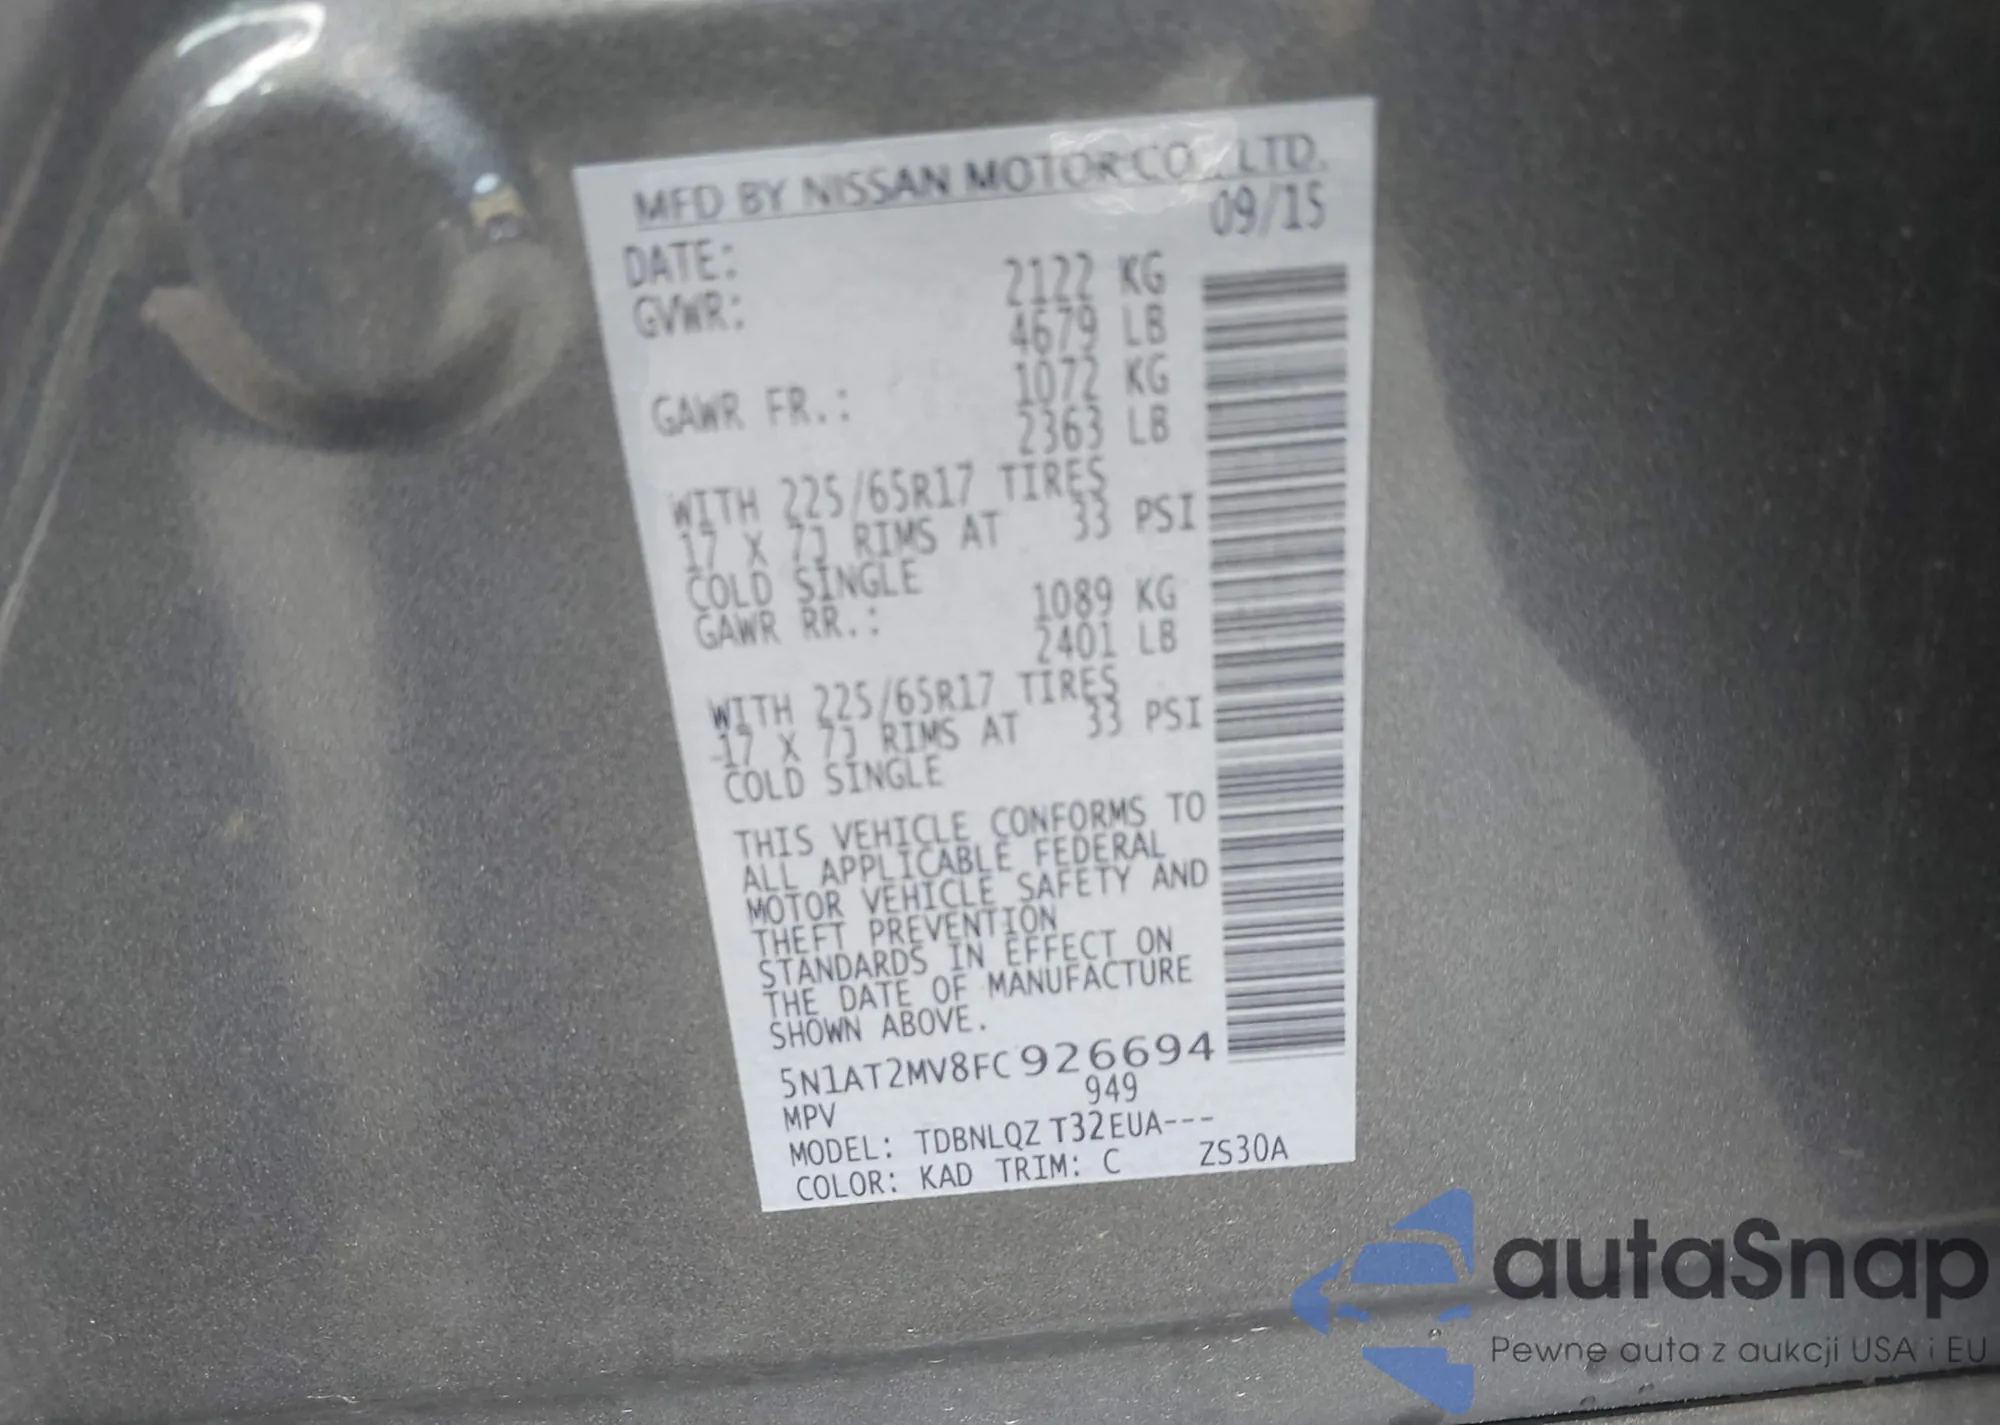 MFD BY NISSAN MOTOR CO., LTD.
DATE: 09/15
GVWR: 2122 KG
4679 LB
GAWR FR.: 1072 KG
2363 LB
WITH 225/65R17 TIRES
17 X 7J RIMS AT 33 PSI
COLD SINGLE
GAWR RR.: 1089 KG
2401 LB
WITH 225/65R17 TIRES
17 X 7J RIMS AT 33 PSI
COLD SINGLE
THIS VEHICLE CONFORMS TO
ALL APPLICABLE FEDERAL
MOTOR VEHICLE SAFETY AND
THEFT PREVENTION
STANDARDS IN EFFECT ON
THE DATE OF MANUFACTURE
SHOWN ABOVE.
5N1AT2MV8FC926694
MPV 949
MODEL: TDBNLQZ T32EUA---
COLOR: KAD TRIM: C ZS30A
autaSnap
Pewne auta z aukcji USA i EU